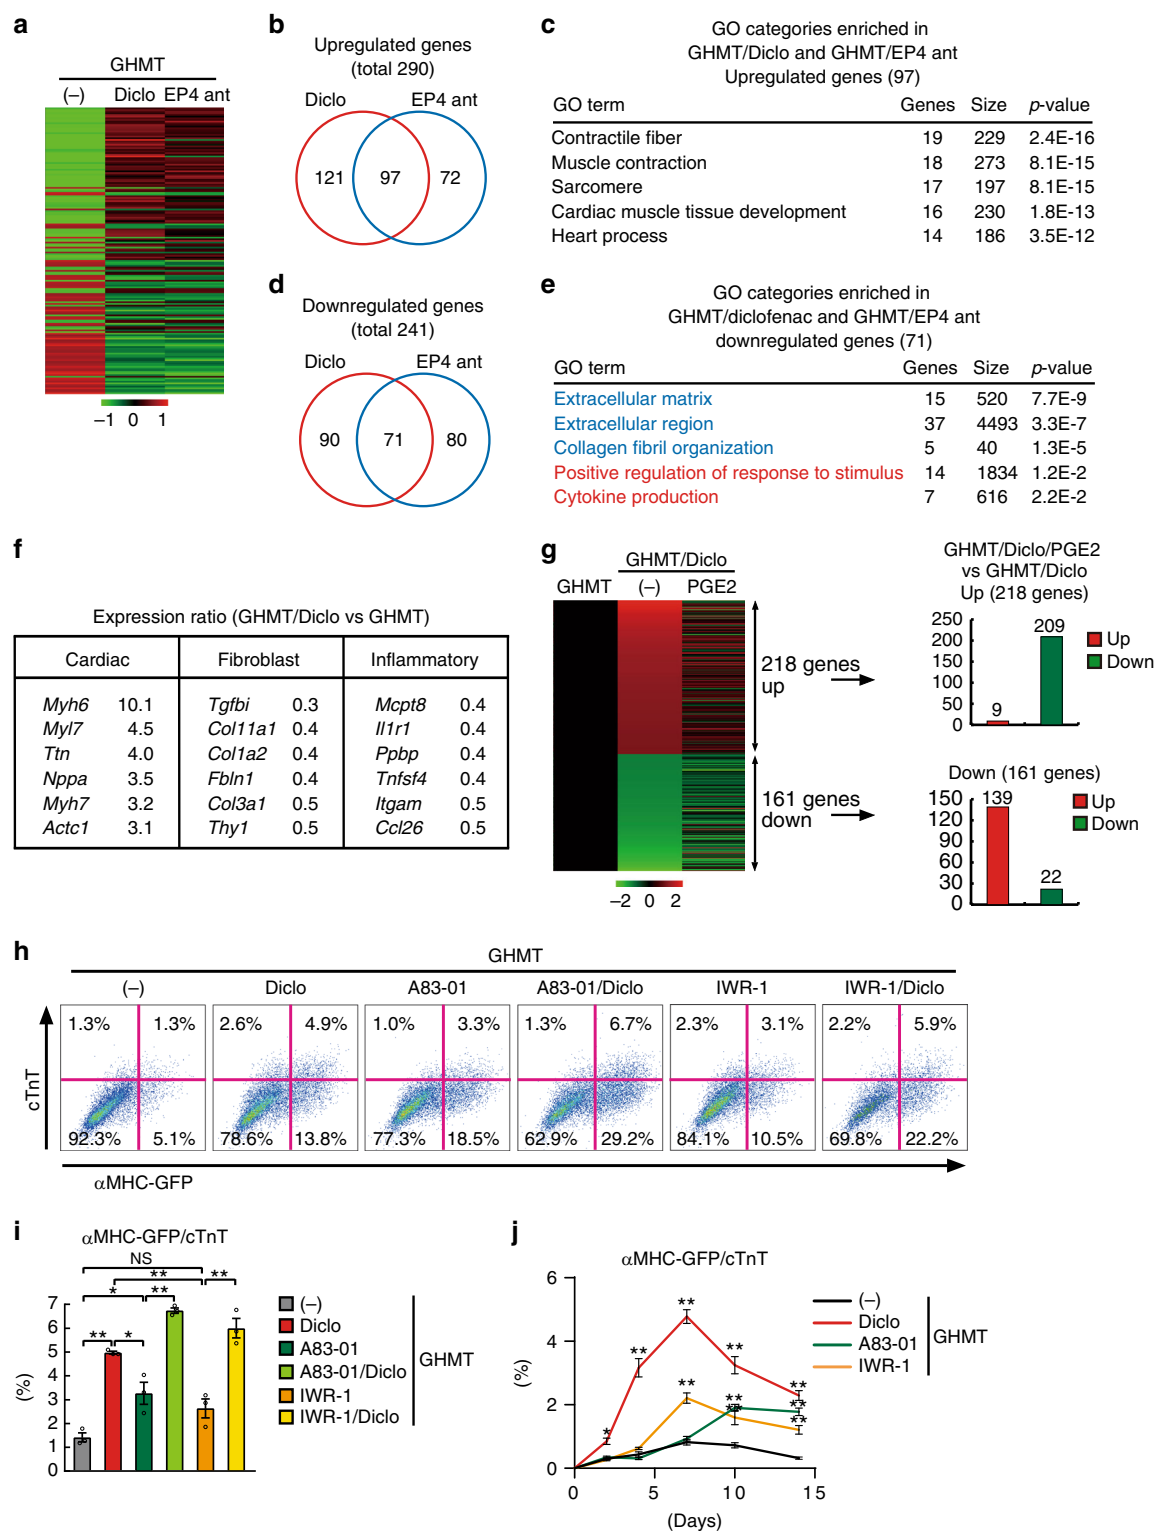 a
GHMT
(–) Diclo EP4 ant
–1 0 1
b
Upregulated genes
(total 290)
Diclo EP4 ant
121 97 72
c
GO categories enriched in
GHMT/Diclo and GHMT/EP4 ant
Upregulated genes (97)
GO term Genes Size p-value
Contractile fiber 19 229 2.4E-16
Muscle contraction 18 273 8.1E-15
Sarcomere 17 197 8.1E-15
Cardiac muscle tissue development 16 230 1.8E-13
Heart process 14 186 3.5E-12
d
Downregulated genes
(total 241)
Diclo EP4 ant
90 71 80
e
GO categories enriched in
GHMT/diclofenac and GHMT/EP4 ant
downregulated genes (71)
GO term Genes Size p-value
Extracellular matrix 15 520 7.7E-9
Extracellular region 37 4493 3.3E-7
Collagen fibril organization 5 40 1.3E-5
Positive regulation of response to stimulus 14 1834 1.2E-2
Cytokine production 7 616 2.2E-2
f
Expression ratio (GHMT/Diclo vs GHMT)
Cardiac Fibroblast Inflammatory
Myh6 10.1 Tgfbi 0.3 Mcpt8 0.4
Myl7 4.5 Col11a1 0.4 Il1r1 0.4
Ttn 4.0 Col1a2 0.4 Ppbp 0.4
Nppa 3.5 Fbln1 0.4 Tnfsf4 0.4
Myh7 3.2 Col3a1 0.5 Itgam 0.5
Actc1 3.1 Thy1 0.5 Ccl26 0.5
g
GHMT/Diclo
GHMT (–) PGE2
218 genes
up
161 genes
down
–2 0 2
GHMT/Diclo/PGE2
vs GHMT/Diclo
Up (218 genes)
250
200
150
100
50
0
9
209
Up
Down
Down (161 genes)
150
120
90
60
30
0
139
22
Up
Down
h
GHMT
(–) Diclo A83-01 A83-01/Diclo IWR-1 IWR-1/Diclo
1.3% 1.3% 2.6% 4.9% 1.0% 3.3% 1.3% 6.7% 2.3% 3.1% 2.2% 5.9%
cTnT
92.3% 5.1% 78.6% 13.8% 77.3% 18.5% 62.9% 29.2% 84.1% 10.5% 69.8% 22.2%
αMHC-GFP
i
αMHC-GFP/cTnT
NS
** **
* **
** *
7
6
5
4
3
2
1
0
(%)
(–)
Diclo
A83-01
A83-01/Diclo
IWR-1
IWR-1/Diclo
GHMT
j
αMHC-GFP/cTnT
6
4
2
0
(%)
*
**
**
**
**
**
**
**
**
**
**
0 5 10 15
(Days)
(–)
Diclo
A83-01
IWR-1
GHMT